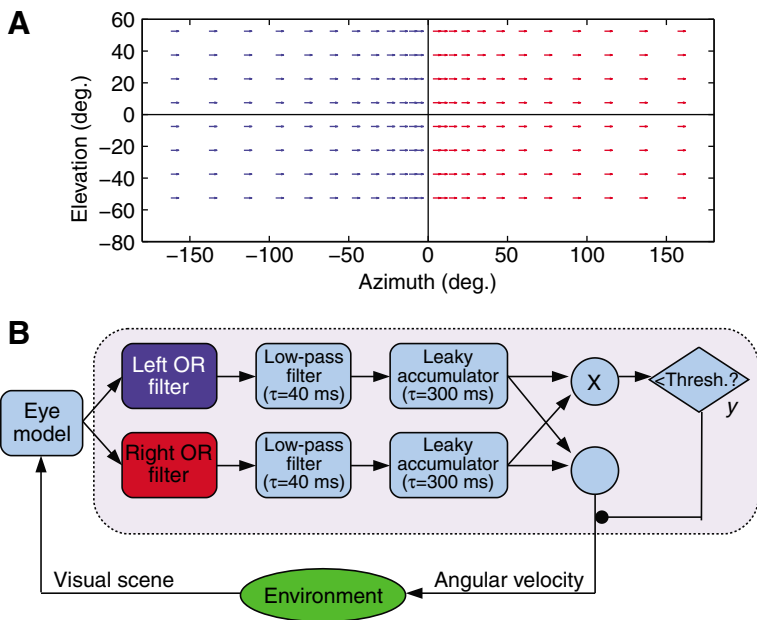 A
60
40
20
0
−20
−40
−60
−80
Elevation (deg.)
−150
−100
−50
0
50
100
150
Azimuth (deg.)
B
Eye
model
Left OR
filter
Low-pass
filter
(τ=40 ms)
Leaky
accumulator
(τ=300 ms)
X
<Thresh.?
y
Right OR
filter
Low-pass
filter
(τ=40 ms)
Leaky
accumulator
(τ=300 ms)
Visual scene
Environment
Angular velocity